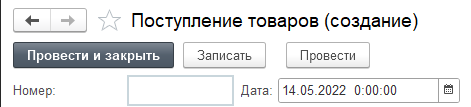 Поступление товаров (создание)
Провести и закрыть Записать Провести
Номер: Дата: 14.05.2022 0:00:00